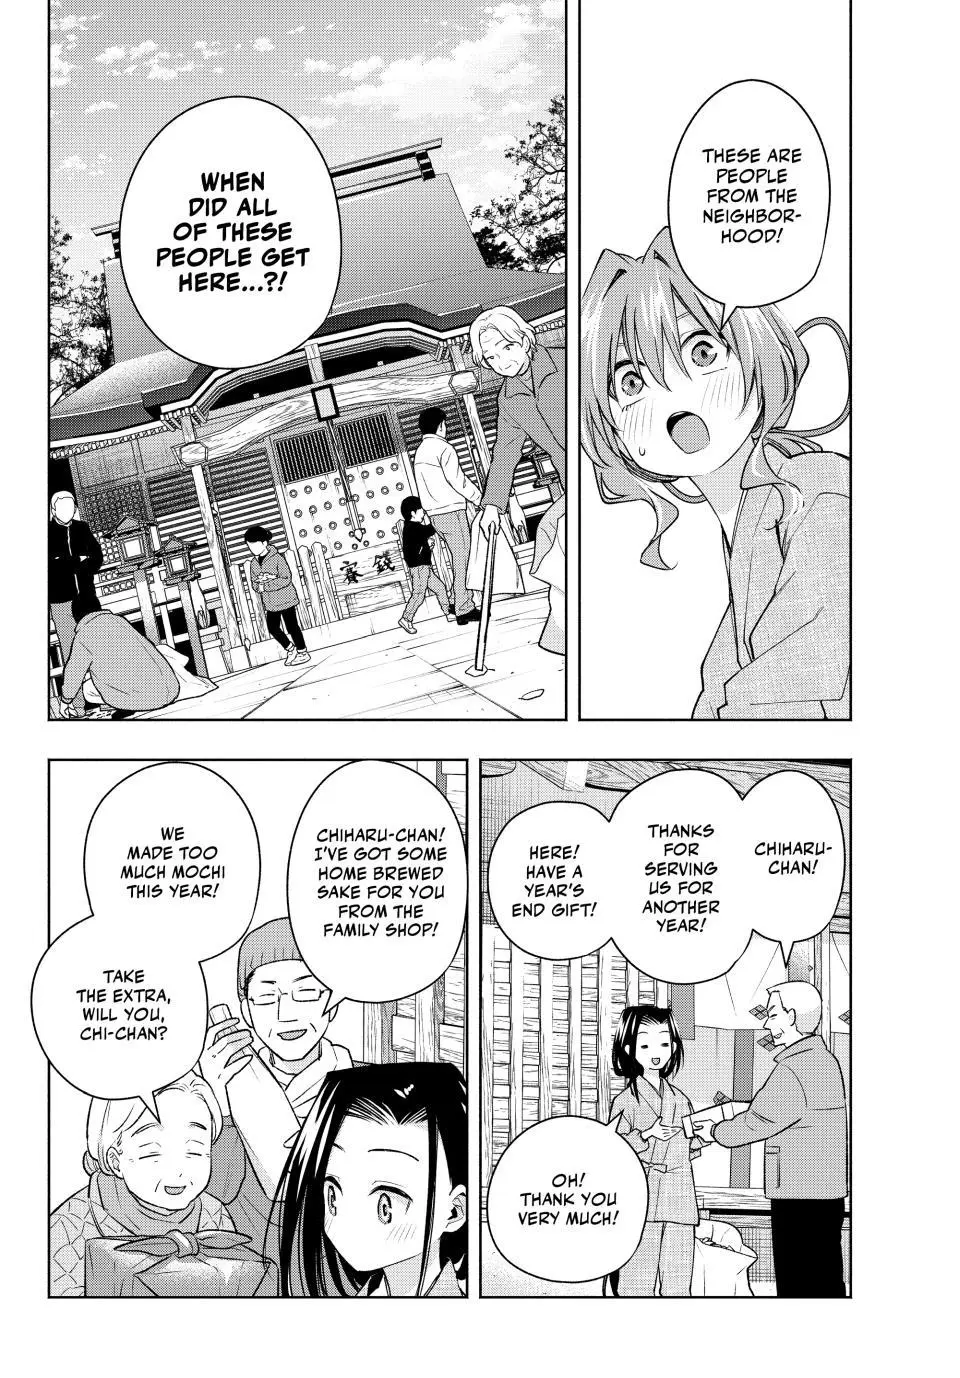 THESE ARE
PEOPLE
FROM THE
NEIGHBOR-
HOOD!
WHEN
DID ALL
OF THESE
PEOPLE GET
HERE...?!
賽銭
CHIHARU-
CHAN!
THANKS
FOR
SERVING
US FOR
ANOTHER
YEAR!
HERE!
HAVE A
YEAR'S
END GIFT!
OH!
THANK YOU
VERY MUCH!
CHIHARU-CHAN!
I'VE GOT SOME
HOME BREWED
SAKE FOR YOU
FROM THE
FAMILY SHOP!
WE
MADE TOO
MUCH MOCHI
THIS YEAR!
TAKE
THE EXTRA,
WILL YOU,
CHI-CHAN?